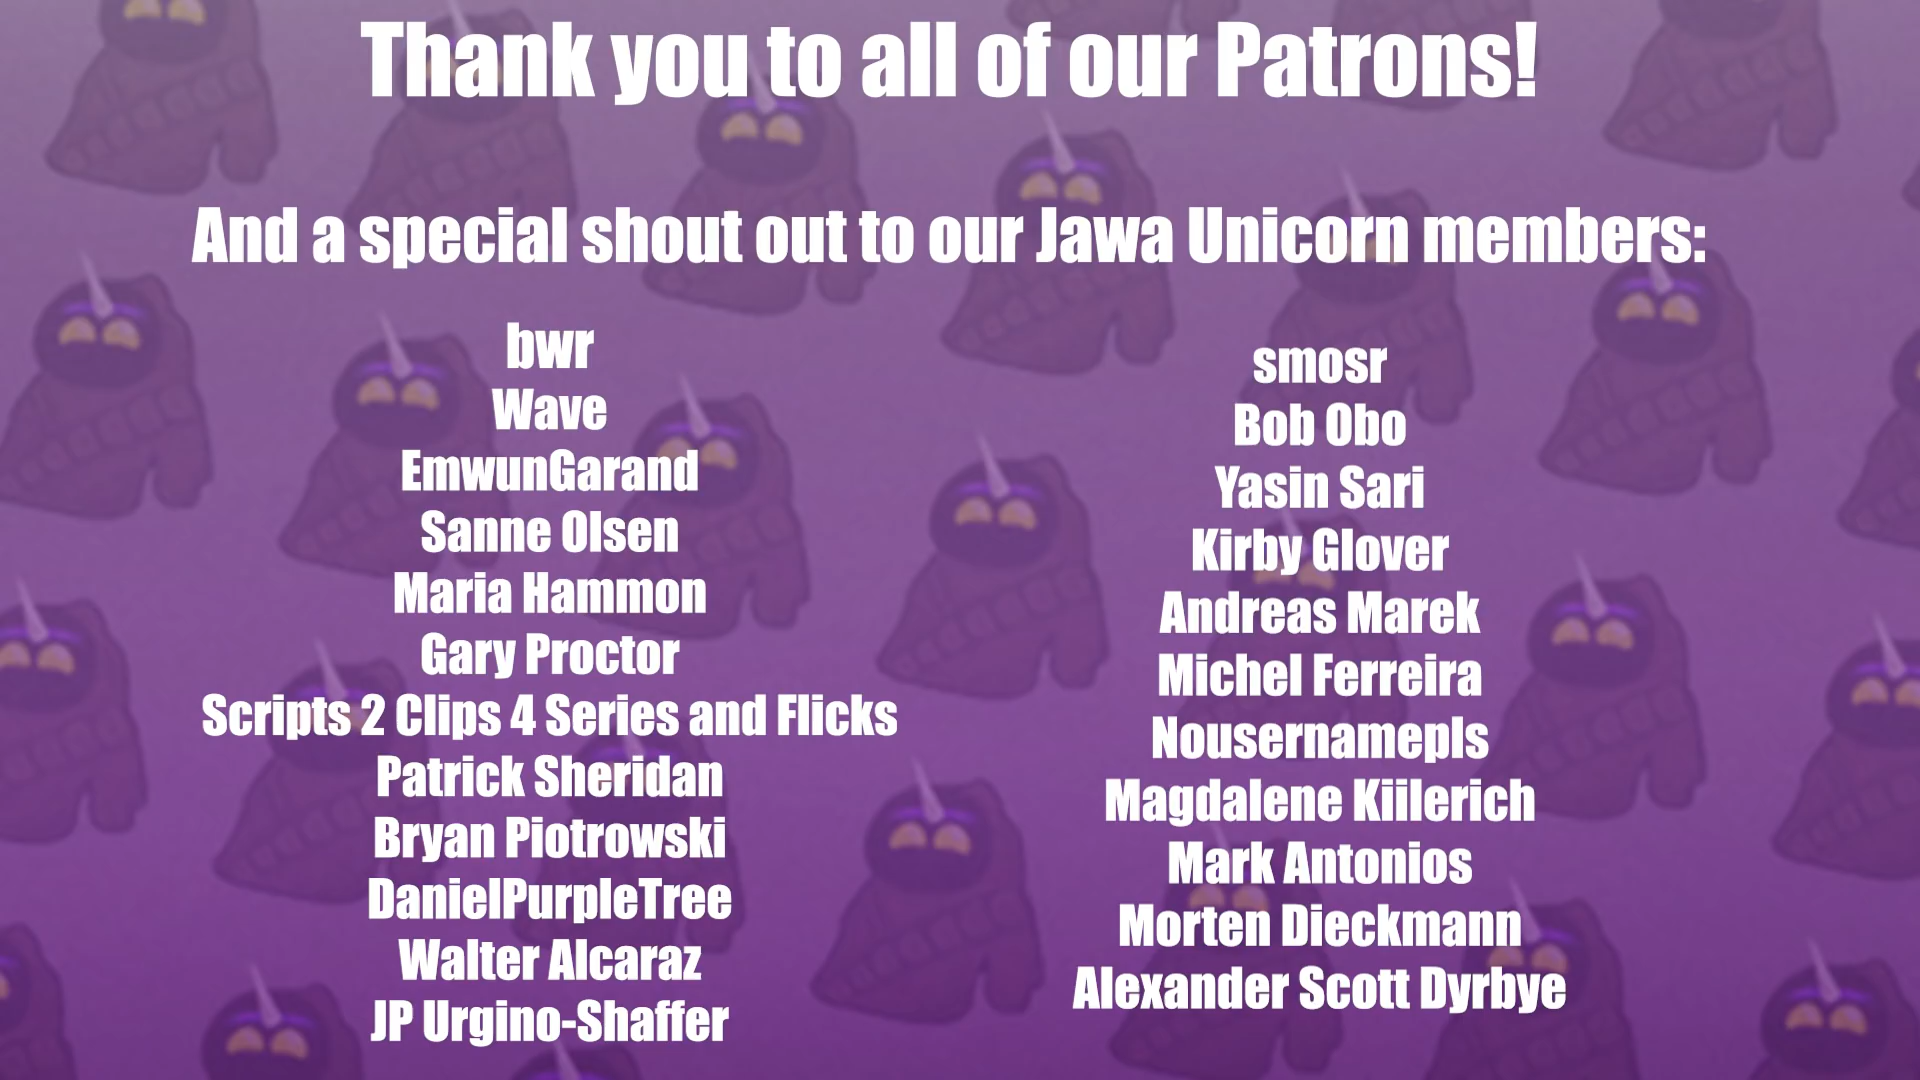 Thank you to all of our Patrons!
And a special shout out to our Jawa Unicorn members:
bwr
Wave
EmwunGarand
Sanne Olsen
Maria Hammon
Gary Proctor
Scripts 2 Clips 4 Series and Flicks
Patrick Sheridan
Bryan Piotrowski
DanielPurpleTree
Walter Alcaraz
JP Urgino-Shaffer
smosr
Bob Obo
Yasin Sari
Kirby Glover
Andreas Marek
Michel Ferreira
Nousernamepls
Magdalene Kiilerich
Mark Antonios
Morten Dieckmann
Alexander Scott Dyrbye